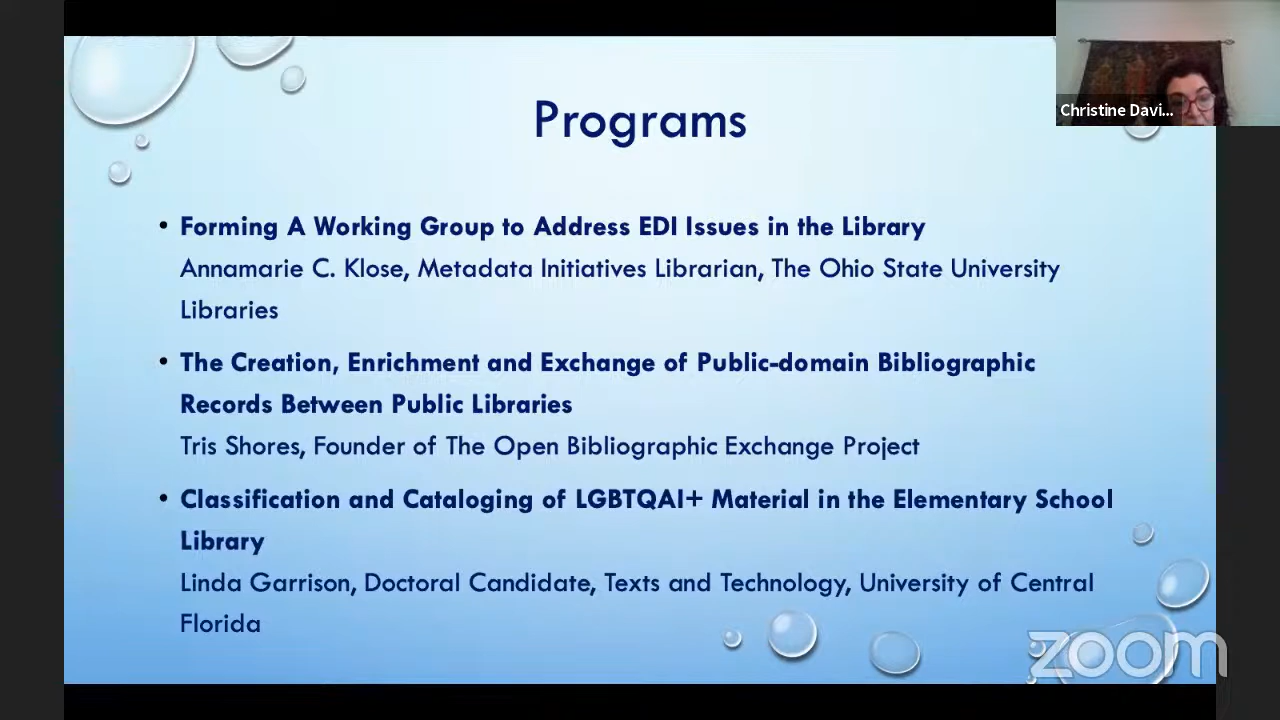 Programs
Christine Davi...
• Forming A Working Group to Address EDI Issues in the Library
Annamarie C. Klose, Metadata Initiatives Librarian, The Ohio State University
Libraries
• The Creation, Enrichment and Exchange of Public-domain Bibliographic
Records Between Public Libraries
Tris Shores, Founder of The Open Bibliographic Exchange Project
• Classification and Cataloging of LGBTQAI+ Material in the Elementary School
Library
Linda Garrison, Doctoral Candidate, Texts and Technology, University of Central
Florida
zoom